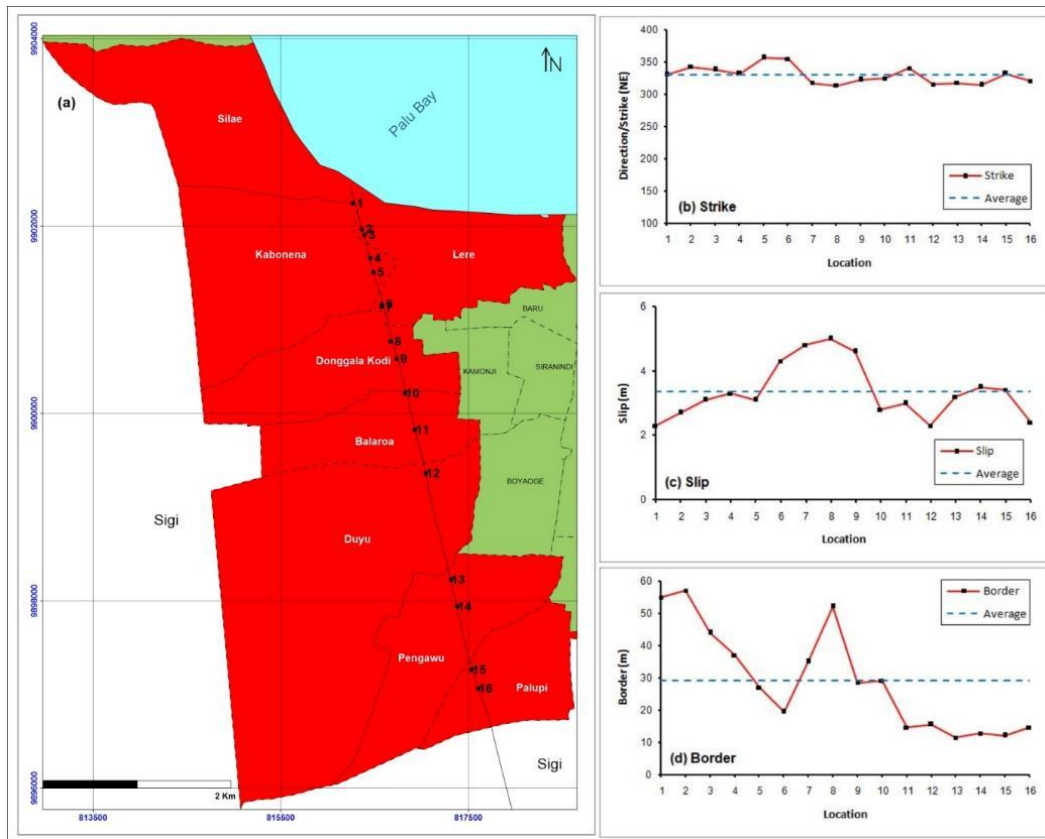 (a)
N
Palu Bay
Silae
Kabonena
Lere
BARU
Donggala Kodi
KAMONJI
SIRANINDI
Balaroa
BOYAOGE
Sigi
Duyu
Pengawu
Palupi
Sigi
1
2
3
4
5
6
8
9
10
11
12
13
14
15
16
2 Km
9904000
9902000
9900000
9898000
9896000
813500
815500
817500
Direction/Strike (NE)
400
350
300
250
200
150
100
Strike
Average
(b) Strike
1 2 3 4 5 6 7 8 9 10 11 12 13 14 15 16
Location
Slip (m)
6
4
2
0
Slip
Average
(c) Slip
1 2 3 4 5 6 7 8 9 10 11 12 13 14 15 16
Location
Border (m)
60
50
40
30
20
10
0
Border
Average
(d) Border
1 2 3 4 5 6 7 8 9 10 11 12 13 14 15 16
Location